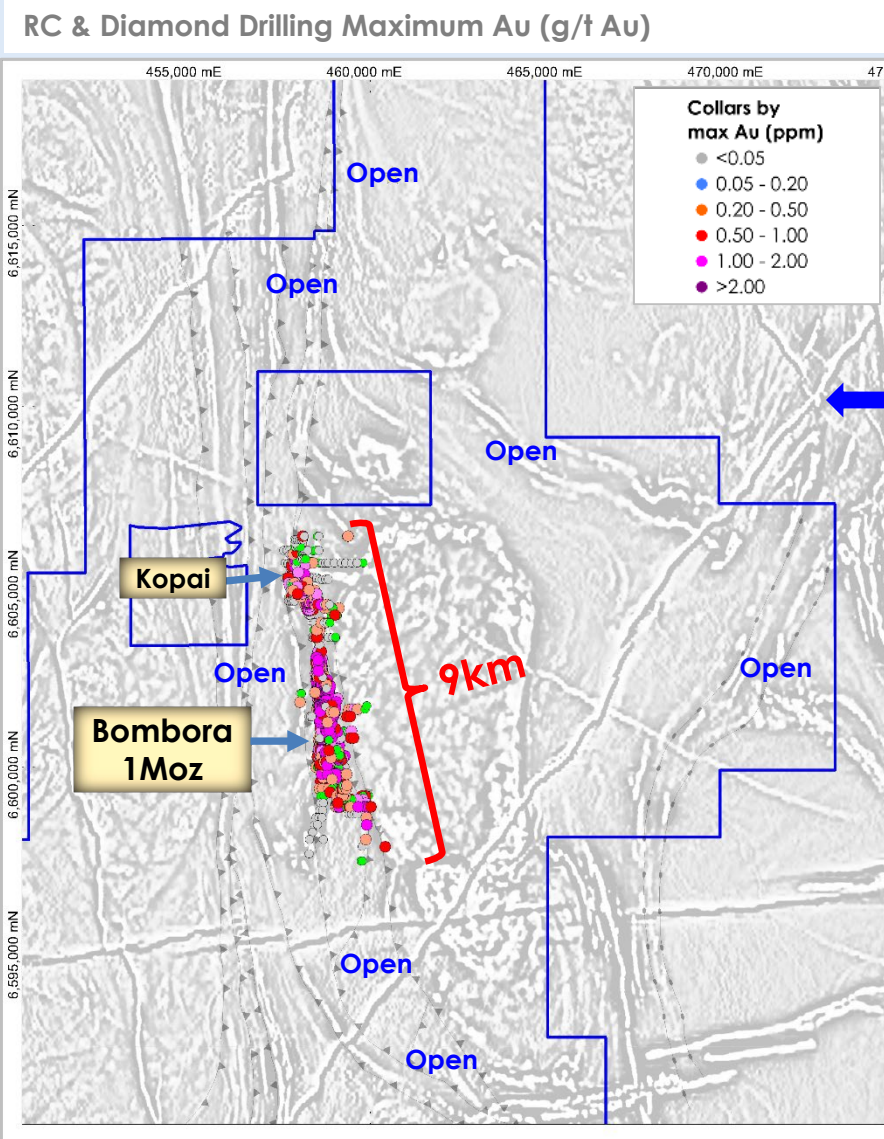 RC & Diamond Drilling Maximum Au (g/t Au)
455,000 mE
460,000 mE
465,000 mE
470,000 mE
47
Collars by
max Au (ppm)
<0.05
0.05 - 0.20
0.20 - 0.50
0.50 - 1.00
1.00 - 2.00
>2.00
6,615,000 mN
6,610,000 mN
6,605,000 mN
6,600,000 mN
6,595,000 mN
Open
Open
Open
Kopai
Open
9km
Open
Bombora
1Moz
Open
Open